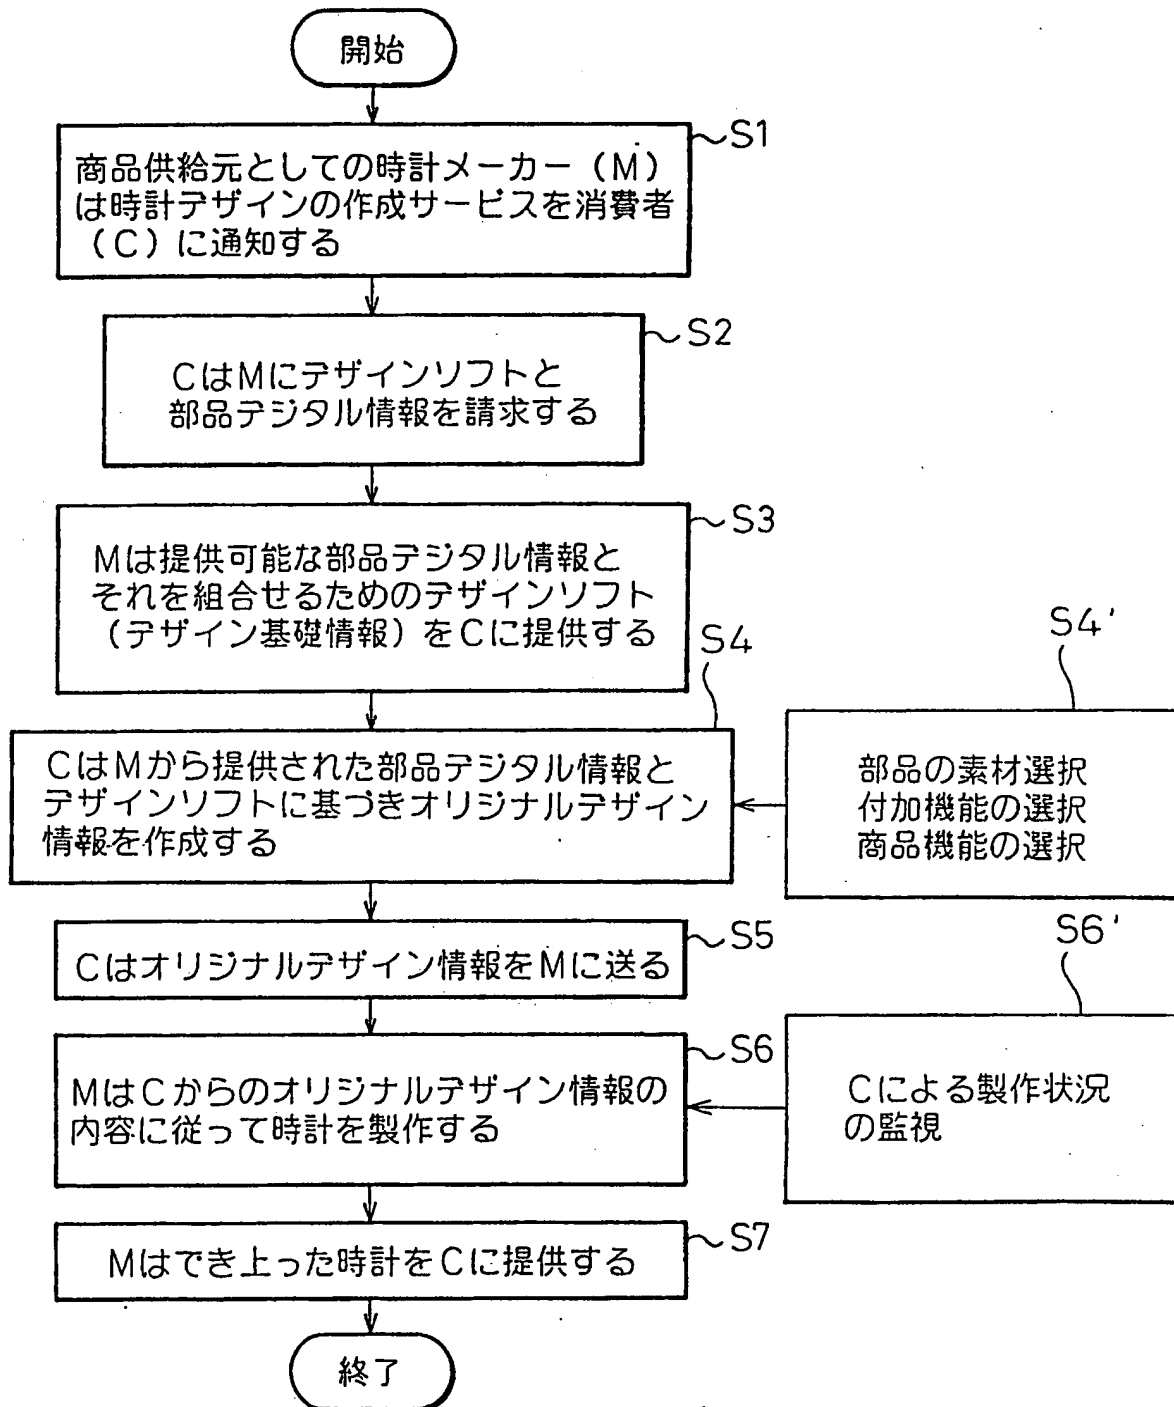 開始
S1
商品供給元としての時計メーカー（M）
は時計デザインの作成サービスを消費者
（C）に通知する
S2
CはMにデザインソフトと
部品デジタル情報を請求する
S3
Mは提供可能な部品デジタル情報と
それを組合せるためのデザインソフト
（デザイン基礎情報）をCに提供する
S4
CはMから提供された部品デジタル情報と
デザインソフトに基づきオリジナルデザイン
情報を作成する
S4'
部品の素材選択
付加機能の選択
商品機能の選択
S5
Cはオリジナルデザイン情報をMに送る
S6
MはCからのオリジナルデザイン情報の
内容に従って時計を製作する
S6'
Cによる製作状況
の監視
S7
Mはでき上った時計をCに提供する
終了